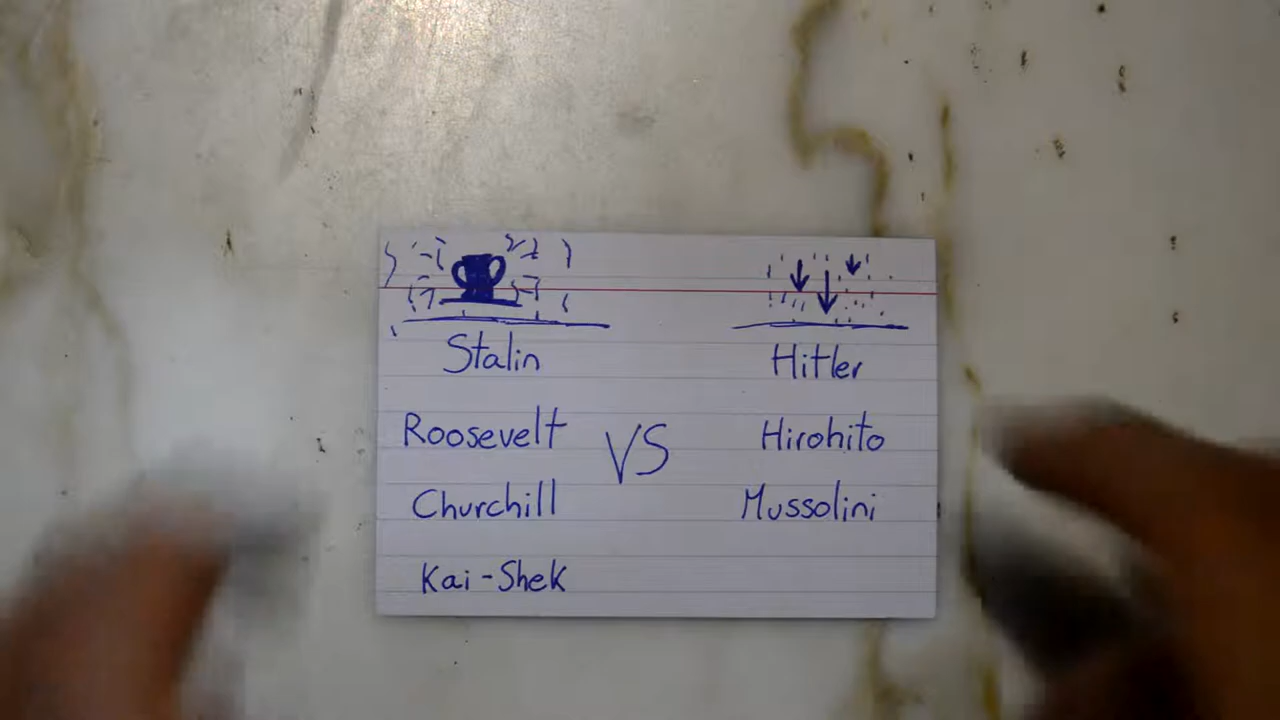 Stalin
Roosevelt
Churchill
Kai-Shek
VS
Hitler
Hirohito
Mussolini